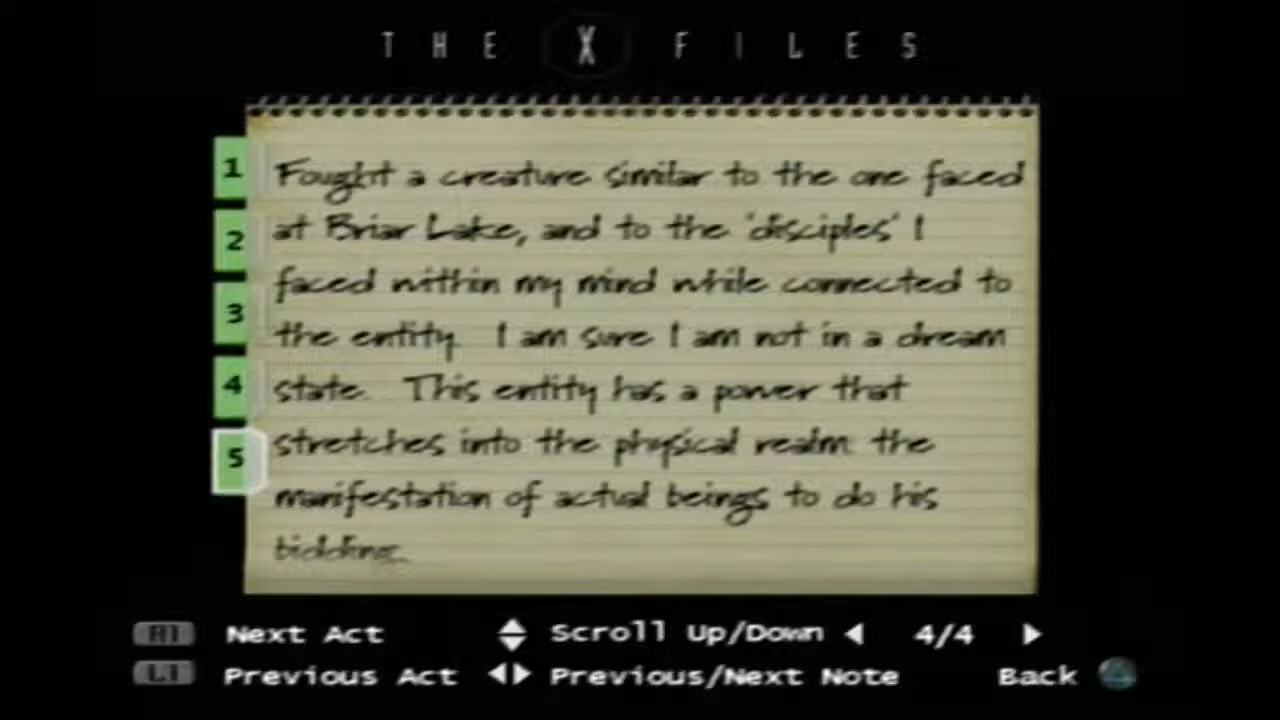 THE X FILES
1
2
3
4
5
Fought a creature similar to the one faced
at Briar Lake, and to the 'disciples' I
faced within my mind while connected to
the entity. I am sure I am not in a dream
state. This entity has a power that
stretches into the physical realm: the
manifestation of actual beings to do his
bidding.
R1 Next Act Scroll Up/Down 4/4
L1 Previous Act Previous/Next Note Back